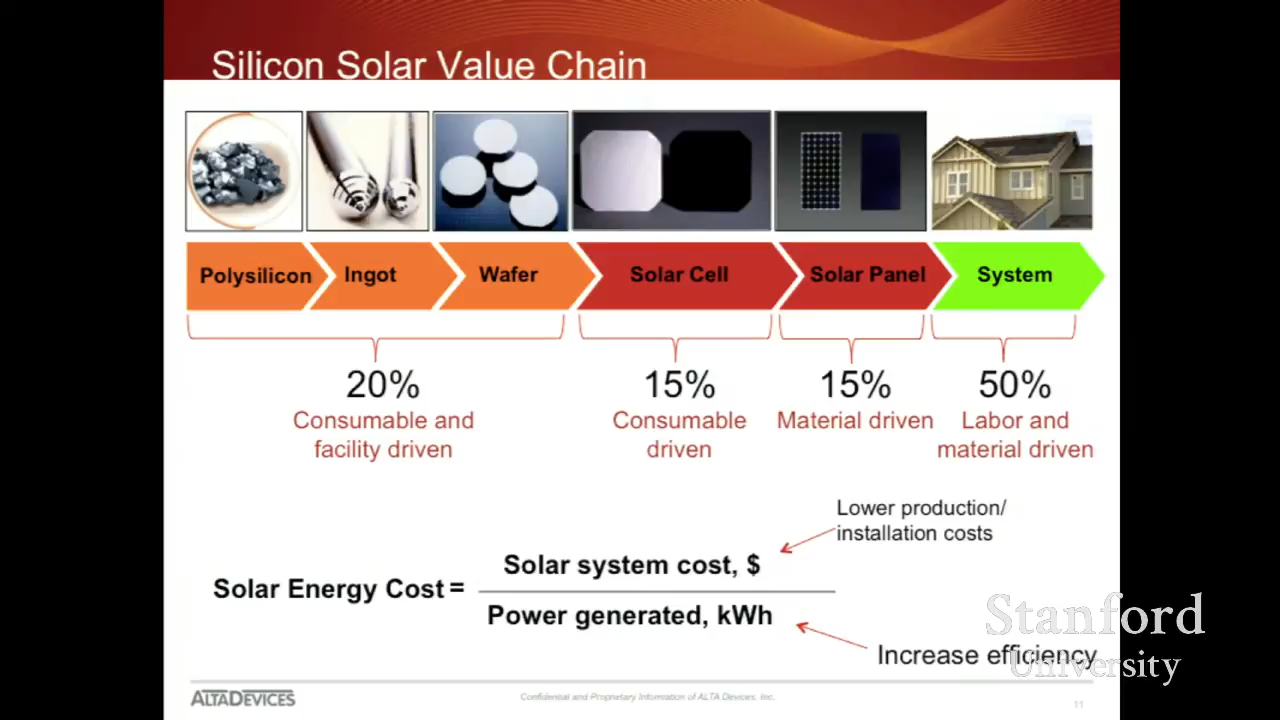 Silicon Solar Value Chain
Polysilicon
Ingot
Wafer
Solar Cell
Solar Panel
System
20%
Consumable and
facility driven
15%
Consumable
driven
15%
Material driven
50%
Labor and
material driven
Lower production/
installation costs
Solar Energy Cost =
Solar system cost, $
Power generated, kWh
Increase efficiency
Stanford
University
ALTADEVICES
Confidential and Proprietary Information of ALTA Devices, Inc.
11